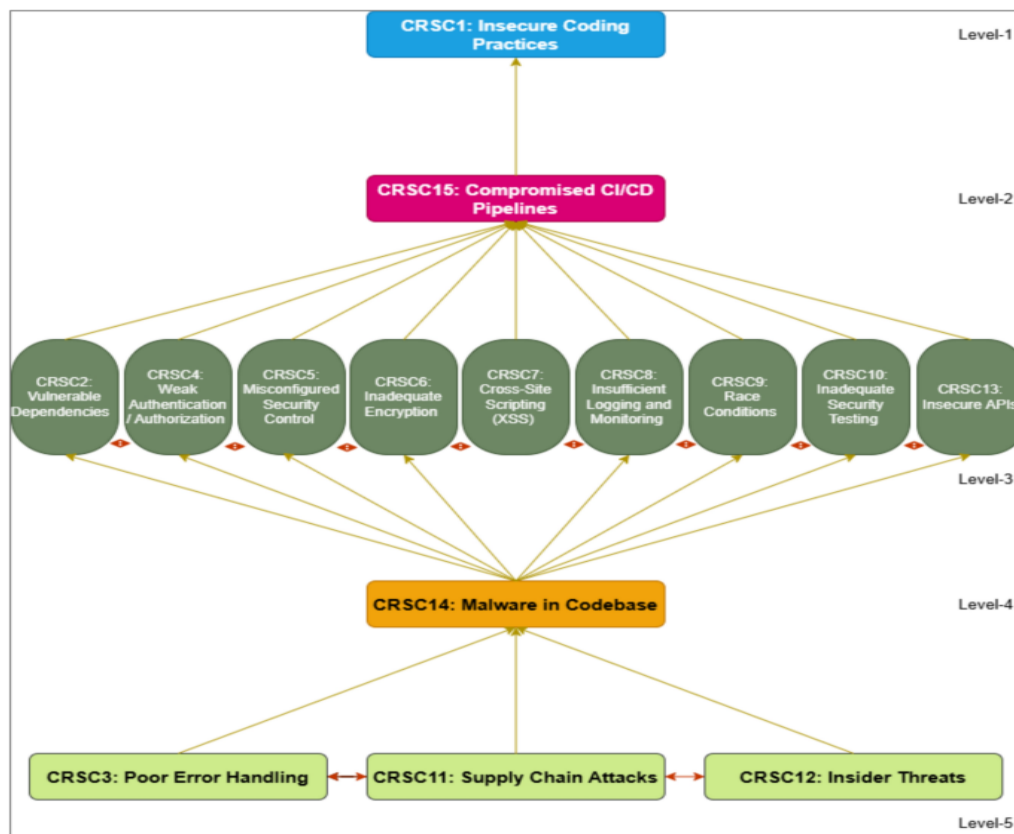 CRSC1: Insecure Coding
Practices
Level-1
CRSC15: Compromised CI/CD
Pipelines
Level-2
CRSC2:
Vulnerable
Dependencies
CRSC4:
Weak
Authentication
/ Authorization
CRSC5:
Misconfigured
Security
Control
CRSC6:
Inadequate
Encryption
CRSC7:
Cross-Site
Scripting
(XSS)
CRSC8:
Insufficient
Logging and
Monitoring
CRSC9:
Race
Conditions
CRSC10:
Inadequate
Security
Testing
CRSC13:
Insecure APIs
Level-3
CRSC14: Malware in Codebase
Level-4
CRSC3: Poor Error Handling
CRSC11: Supply Chain Attacks
CRSC12: Insider Threats
Level-5